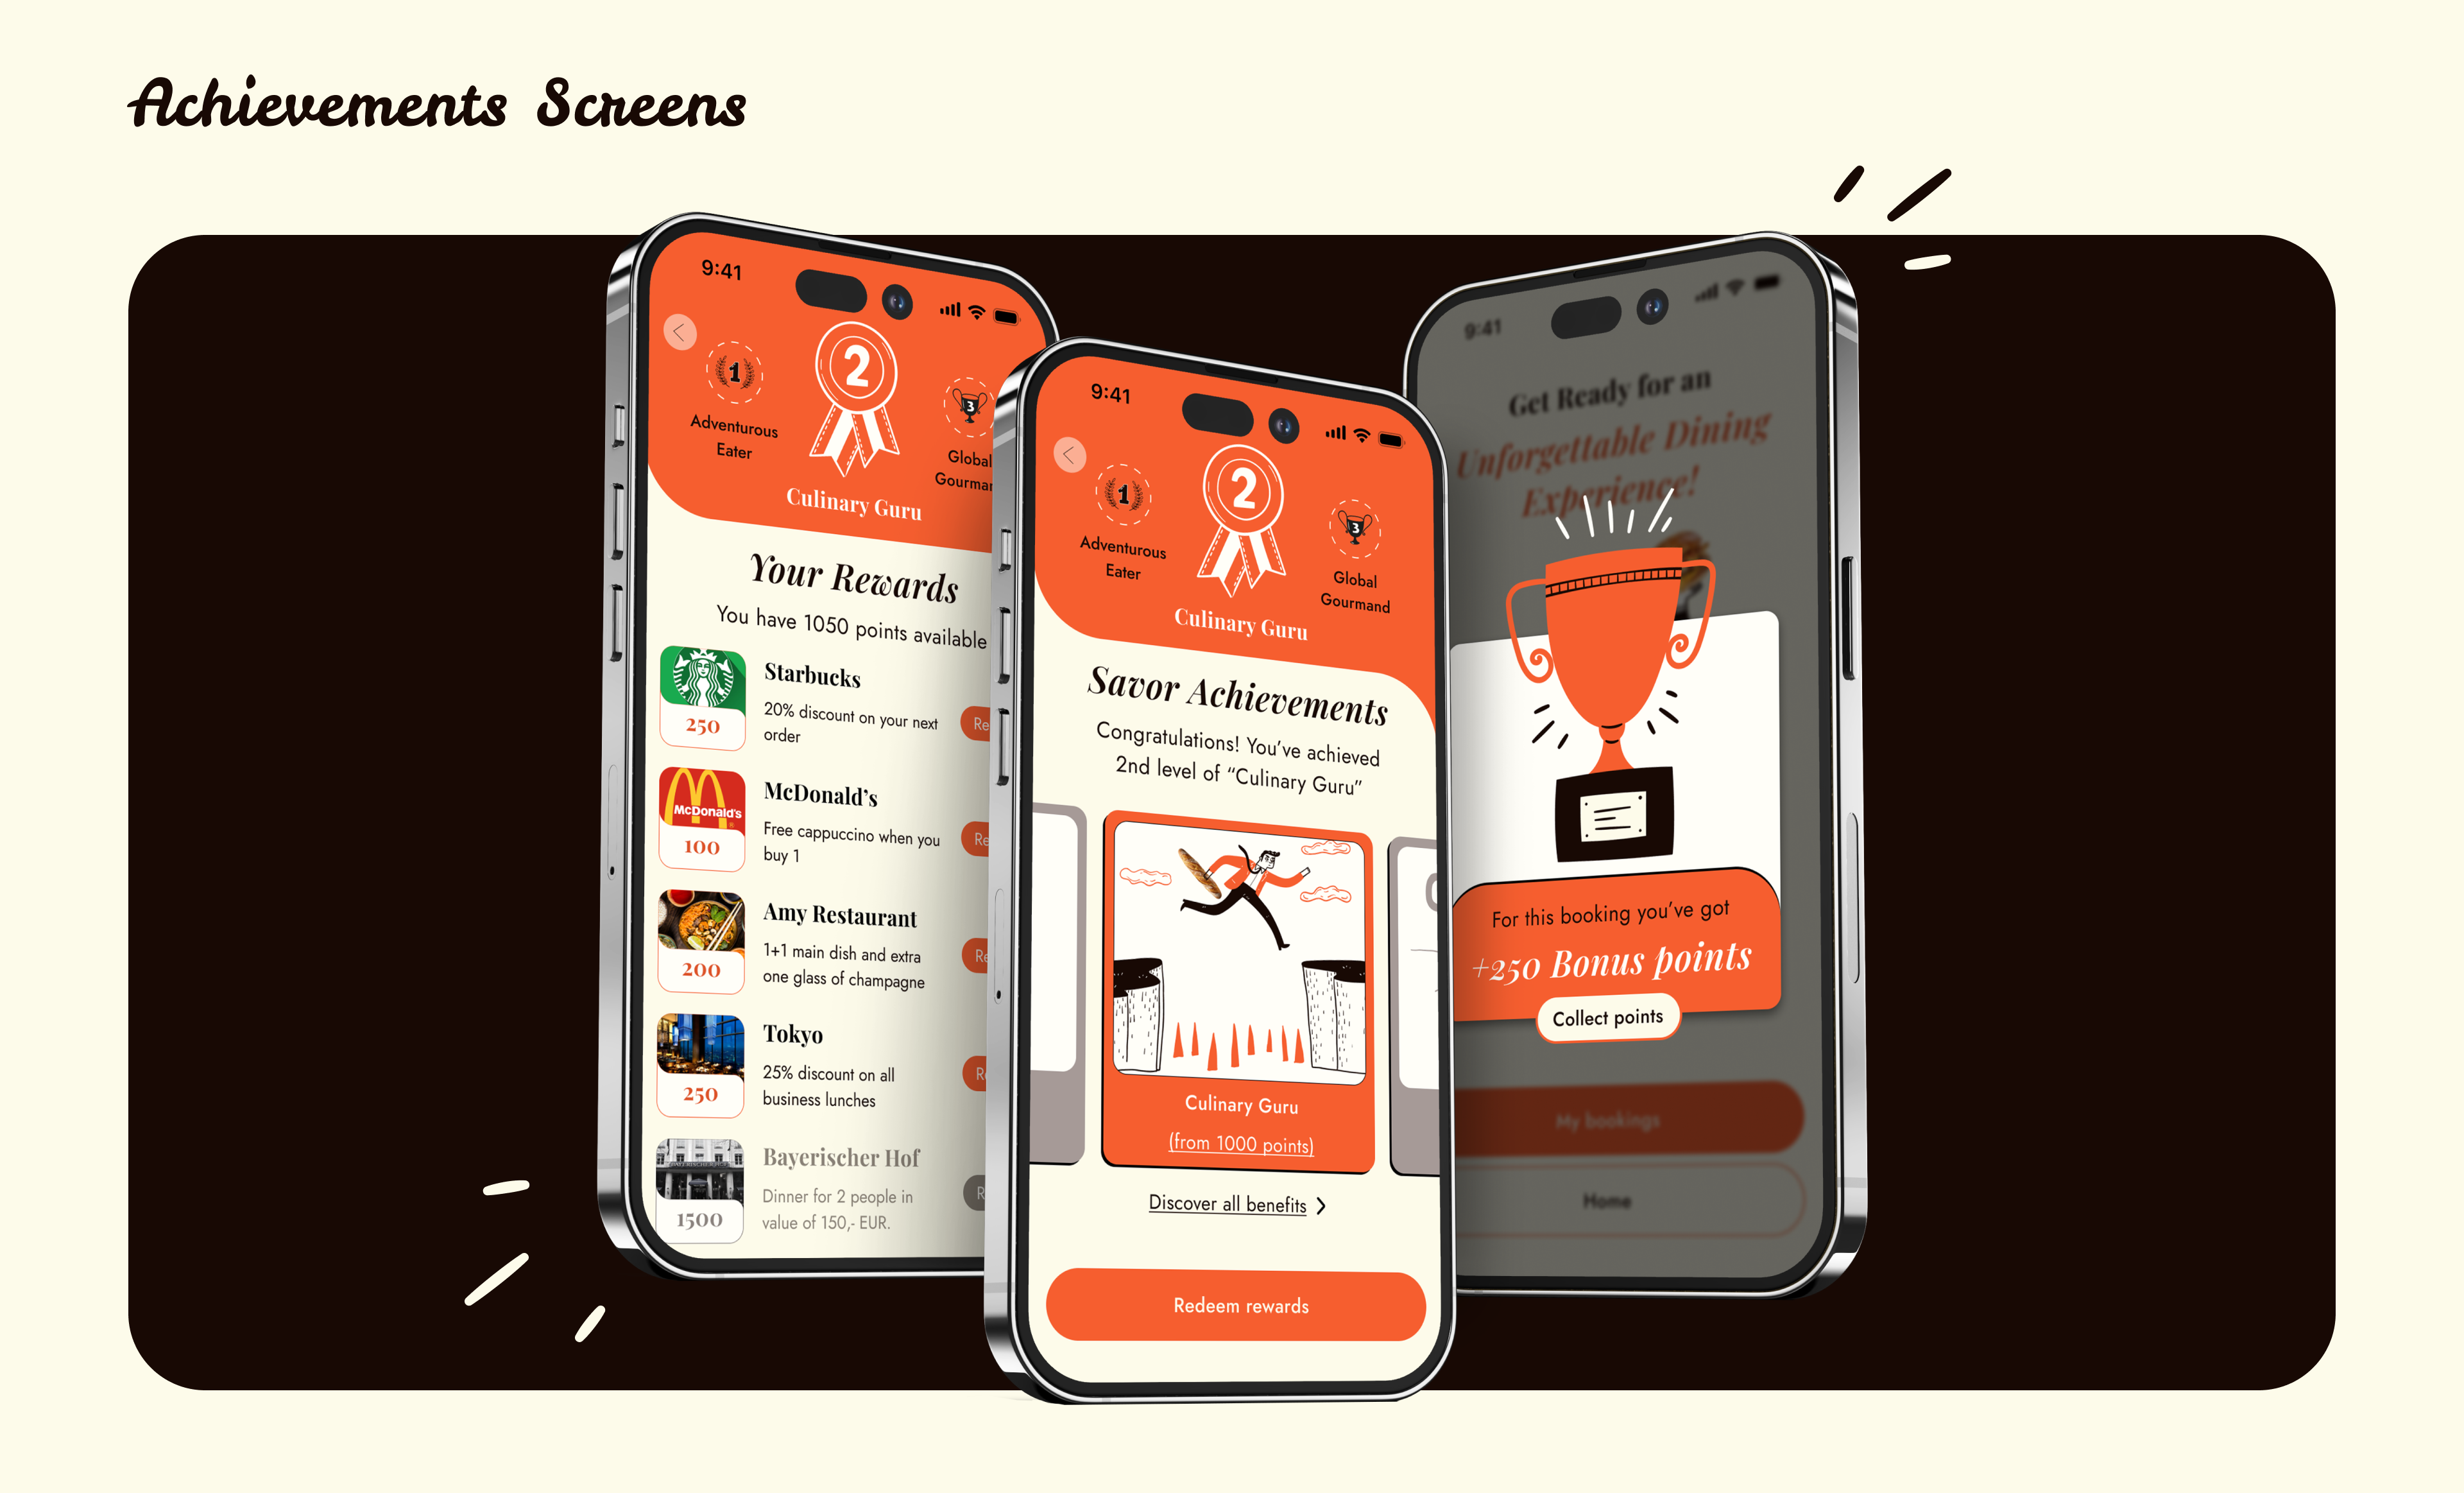 Achievements Screens
9:41
1
2
3
Adventurous
Eater
Global
Culinary Guru
Your Rewards
You have 1050 points available
Starbucks
20% discount on your next
order
250
McDonald's
McDonald's
Free cappuccino when you
buy 1
100
Amy Restaurant
1+1 main dish and extra
one glass of champagne
200
Tokyo
25% discount on all
business lunches
250
Bayerischer Hof
Dinner for 2 people in
value of 150,- EUR.
1500
9:41
1
2
3
Adventurous
Eater
Global
Gourmand
Culinary Guru
Savor Achievements
Congratulations! You've achieved
2nd level of “Culinary Guru”
Culinary Guru
(from 1000 points)
Discover all benefits
Redeem rewards
9:41
Get Ready for an
Unforgettable Dining
Experience!
For this booking you've got
+250 Bonus points
Collect points
My bookings
Home